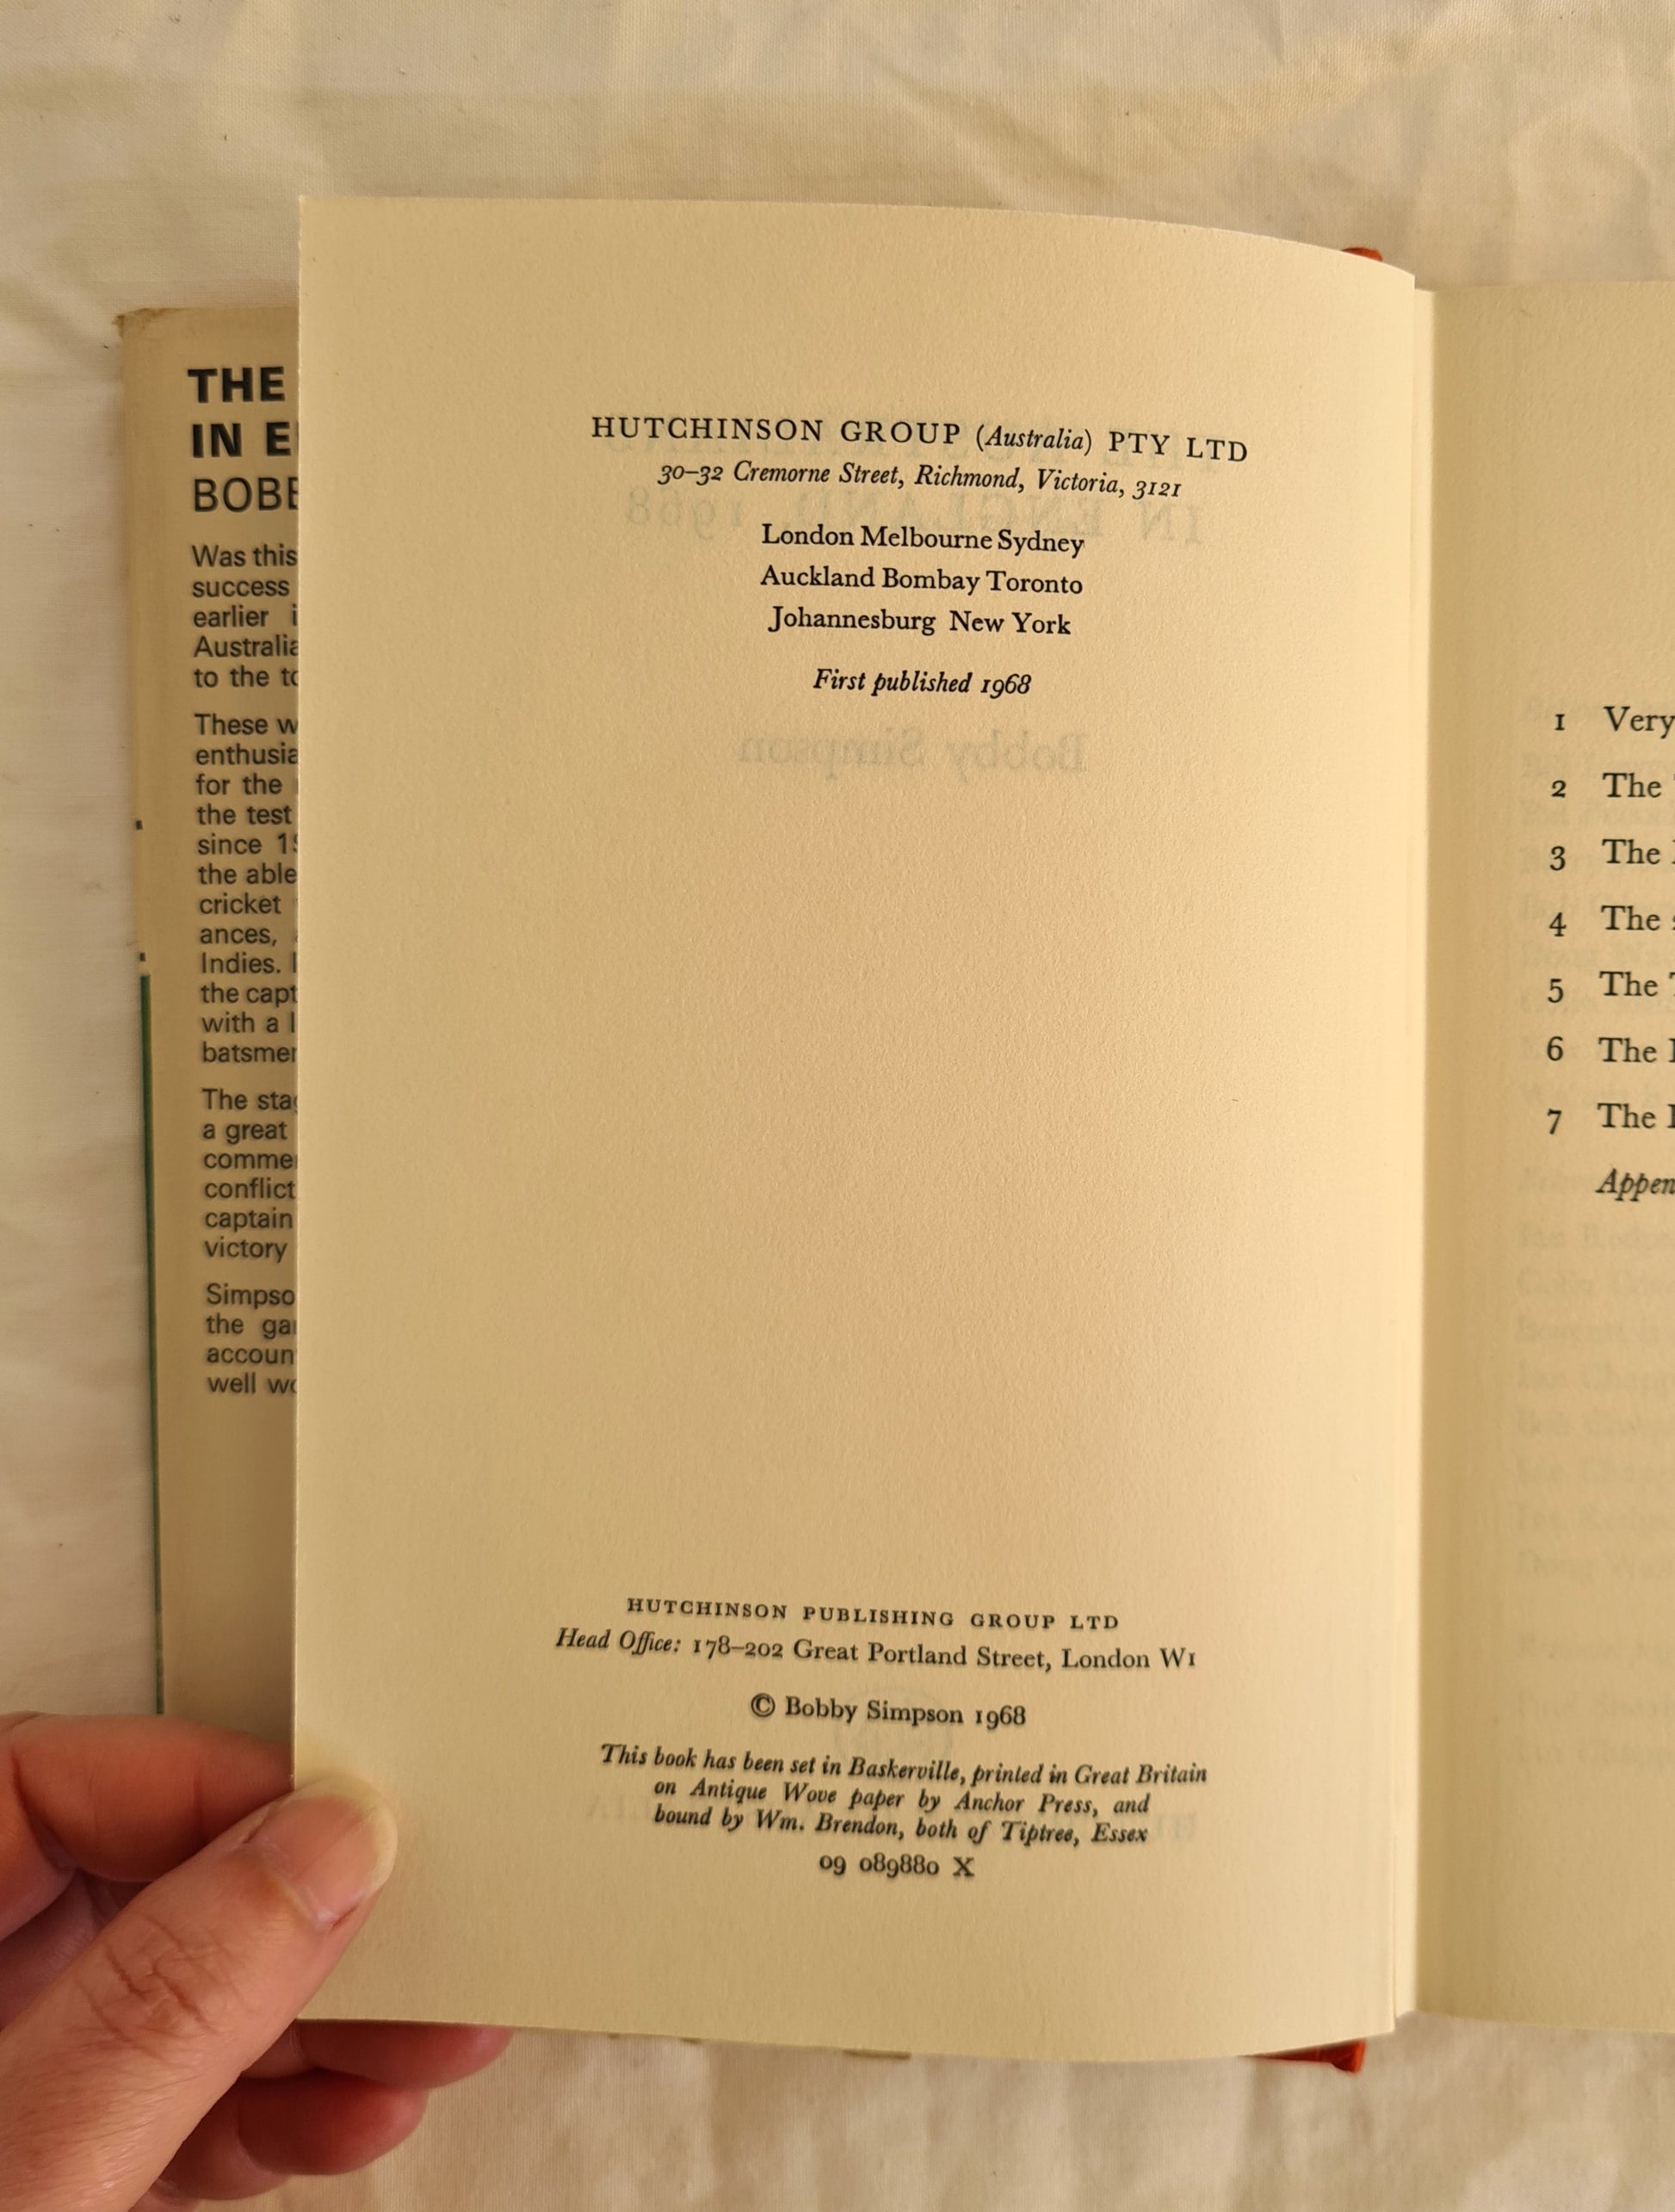 THE
IN E
BOBB
Was this
success
earlier i
Australia
to the to
These w
enthusia
for the
the test
since 19
the able
cricket
ances,
Indies. I
the capt
with a l
batsmen
The stag
a great
commen
conflict
captain
victory
Simpso
the gam
accoun
well wo
HUTCHINSON GROUP (Australia) PTY LTD
30–32 Cremorne Street, Richmond, Victoria, 3121
London Melbourne Sydney
Auckland Bombay Toronto
Johannesburg New York
First published 1968
HUTCHINSON PUBLISHING GROUP LTD
Head Office: 178–202 Great Portland Street, London W1
© Bobby Simpson 1968
This book has been set in Baskerville, printed in Great Britain
on Antique Wove paper by Anchor Press, and
bound by Wm. Brendon, both of Tiptree, Essex
09 089880 X
1 Very
2 The
3 The
4 The
5 The
6 The
7 The
Appen